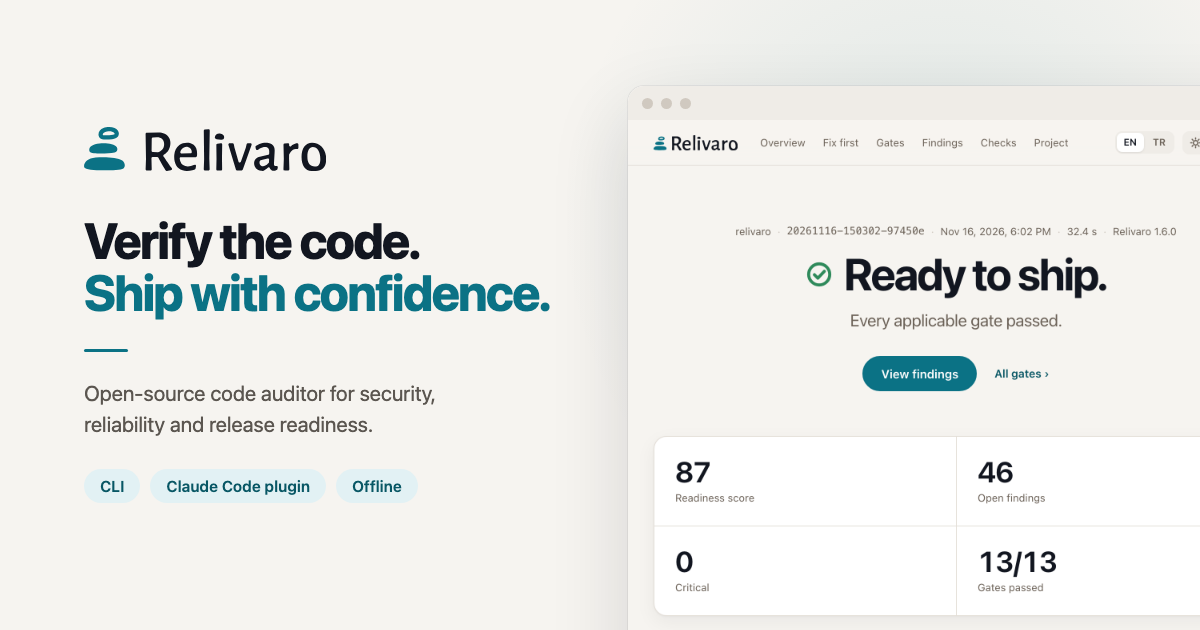 Relivaro
Verify the code.
Ship with confidence.
Open-source code auditor for security,
reliability and release readiness.
CLI
Claude Code plugin
Offline
Relivaro
Overview
Fix first
Gates
Findings
Checks
Project
EN
TR
relivaro · 20261116-150302-97450e · Nov 16, 2026, 6:02 PM · 32.4 s · Relivaro 1.6.0
Ready to ship.
Every applicable gate passed.
View findings
All gates ›
87
Readiness score
46
Open findings
0
Critical
13/13
Gates passed